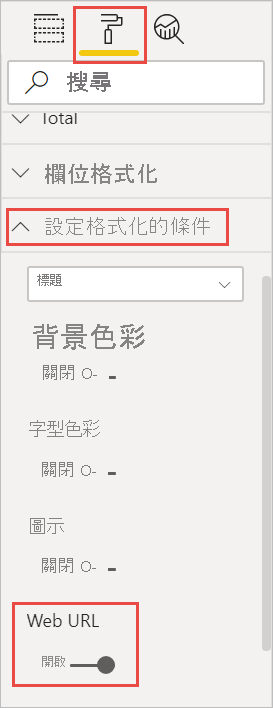 搜尋
Total
欄位格式化
設定格式化的條件
標題
背景色彩
關閉 O- -
字型色彩
關閉 O- -
圖示
關閉 O- -
Web URL
開啟